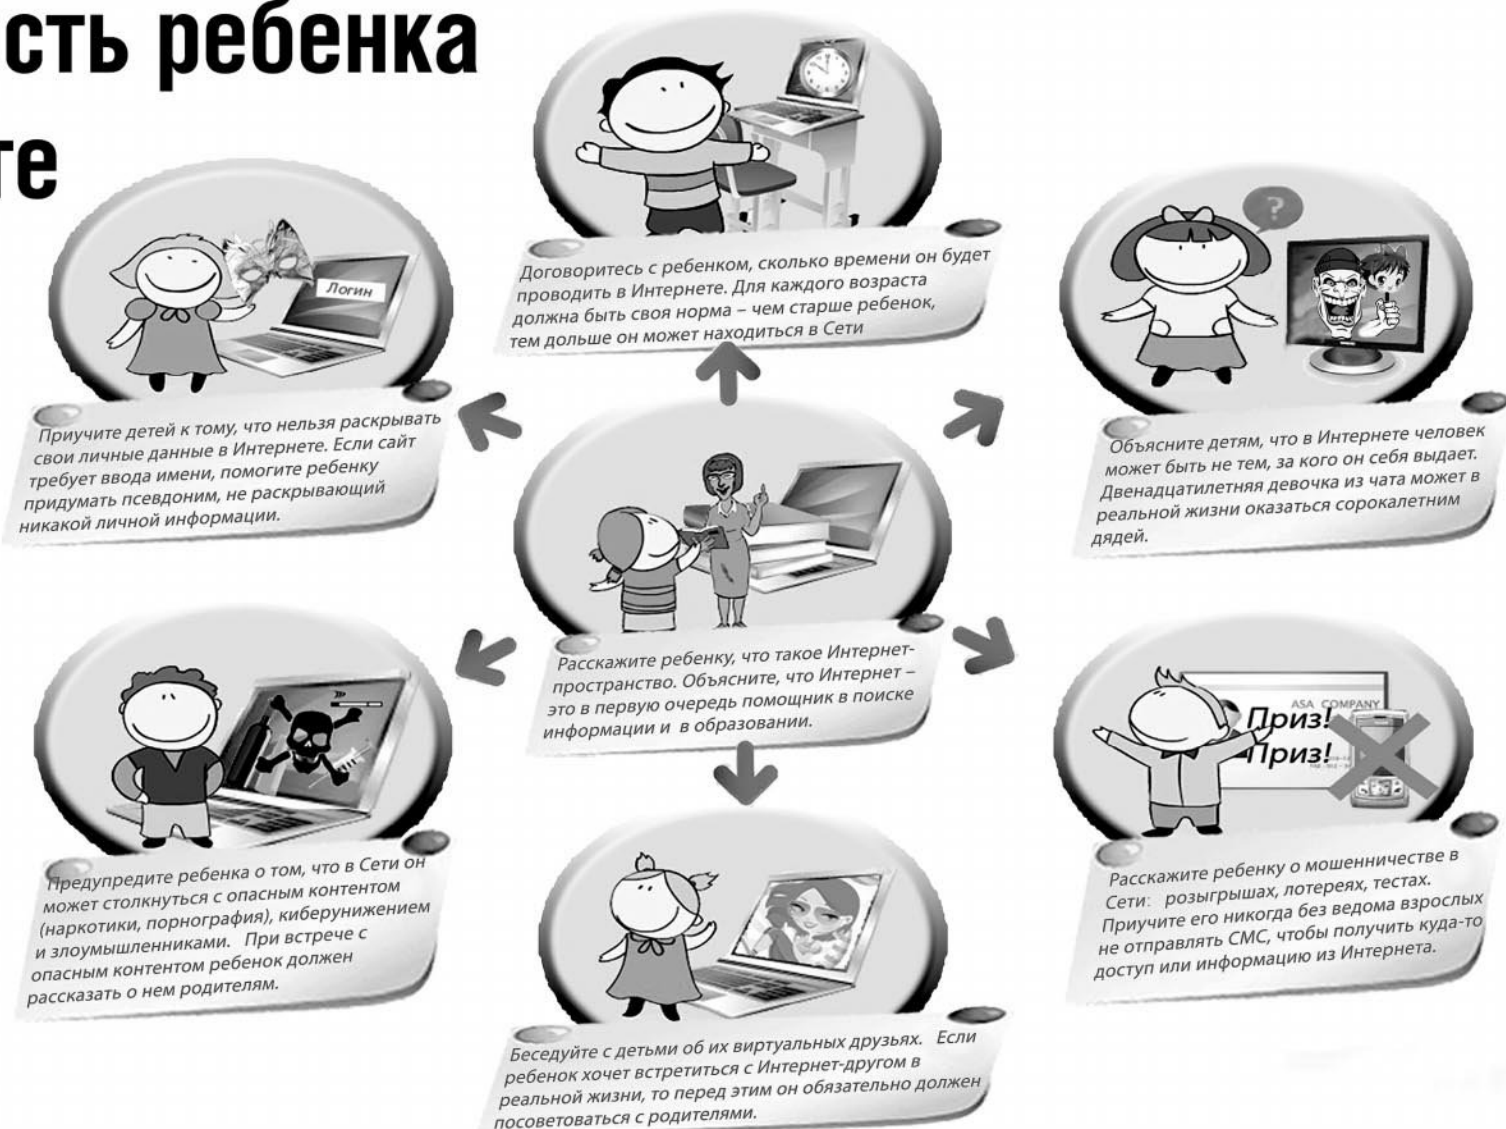 сть ребенка
те
Договоритесь с ребенком, сколько времени он будет
проводить в Интернете. Для каждого возраста
должна быть своя норма – чем старше ребенок,
тем дольше он может находиться в Сети
Логин
Приучите детей к тому, что нельзя раскрывать
свои личные данные в Интернете. Если сайт
требует ввода имени, помогите ребенку
придумать псевдоним, не раскрывающий
никакой личной информации.
?
Объясните детям, что в Интернете человек
может быть не тем, за кого он себя выдает.
Двенадцатилетняя девочка из чата может в
реальной жизни оказаться сорокалетним
дядей.
Расскажите ребенку, что такое Интернет-
пространство. Объясните, что Интернет –
это в первую очередь помощник в поиске
информации и в образовании.
Предупредите ребенка о том, что в Сети он
может столкнуться с опасным контентом
(наркотики, порнография), киберунижением
и злоумышленниками. При встрече с
опасным контентом ребенок должен
рассказать о нем родителям.
ASA COMPANY
Приз!
Приз!
Расскажите ребенку о мошенничестве в
Сети: розыгрышах, лотереях, тестах.
Приучите его никогда без ведома взрослых
не отправлять СМС, чтобы получить куда-то
доступ или информацию из Интернета.
Беседуйте с детьми об их виртуальных друзьях. Если
ребенок хочет встретиться с Интернет-другом в
реальной жизни, то перед этим он обязательно должен
посоветоваться с родителями.